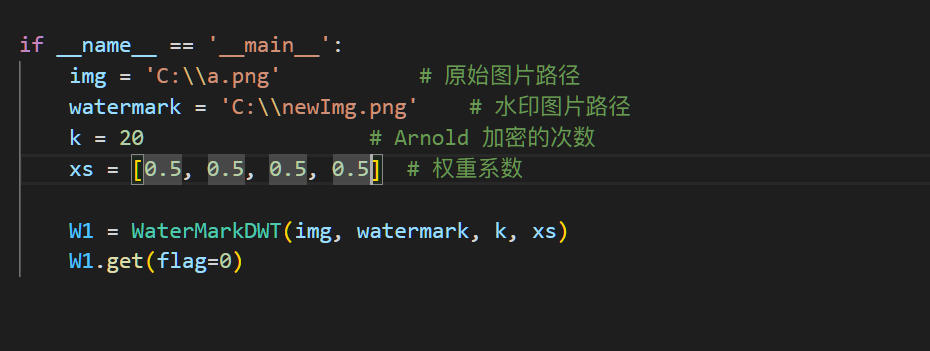 if __name__ == '__main__':
    img = 'C:\\a.png'           # 原始图片路径
    watermark = 'C:\\newImg.png'    # 水印图片路径
    k = 20                  # Arnold 加密的次数
    xs = [0.5, 0.5, 0.5, 0.5]  # 权重系数
    W1 = WaterMarkDWT(img, watermark, k, xs)
    W1.get(flag=0)